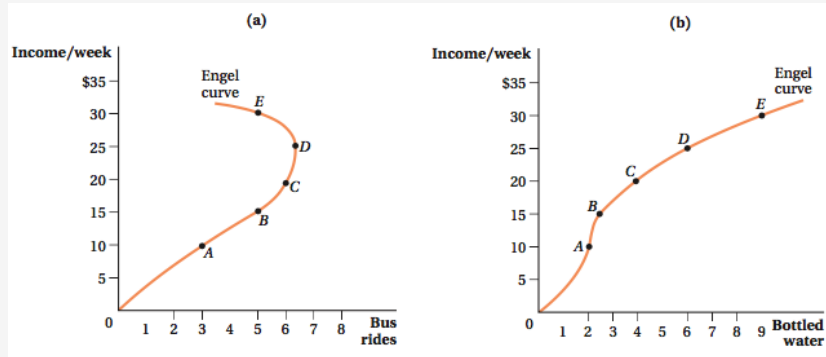 (a)
Income/week
$35
30
25
20
15
10
5
0
1 2 3 4 5 6 7 8
Bus
rides
Engel
curve
E
D
C
B
A
(b)
Income/week
$35
30
25
20
15
10
5
0
1 2 3 4 5 6 7 8 9
Bottled
water
Engel
curve
E
D
C
B
A